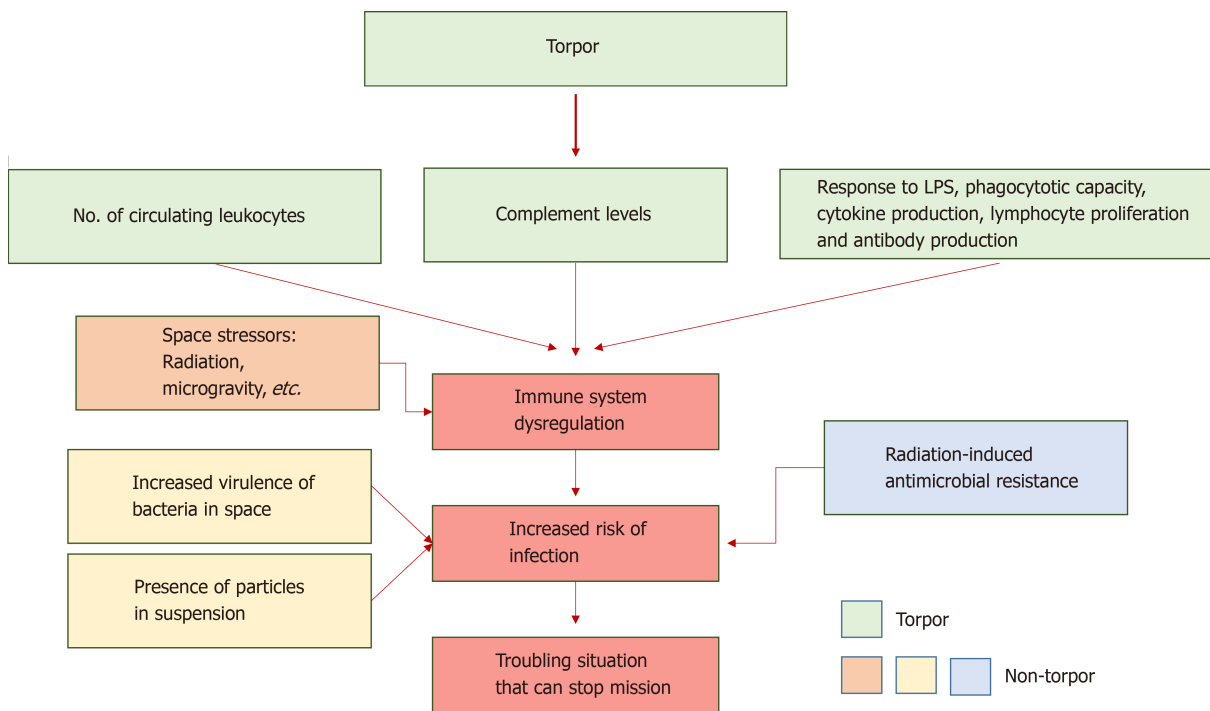 Torpor
No. of circulating leukocytes
Complement levels
Response to LPS, phagocytotic capacity,
cytokine production, lymphocyte proliferation
and antibody production
Space stressors:
Radiation,
microgravity, etc.
Immune system
dysregulation
Increased virulence of
bacteria in space
Radiation-induced
antimicrobial resistance
Increased risk of
infection
Presence of particles
in suspension
Troubling situation
that can stop mission
Torpor
Non-torpor